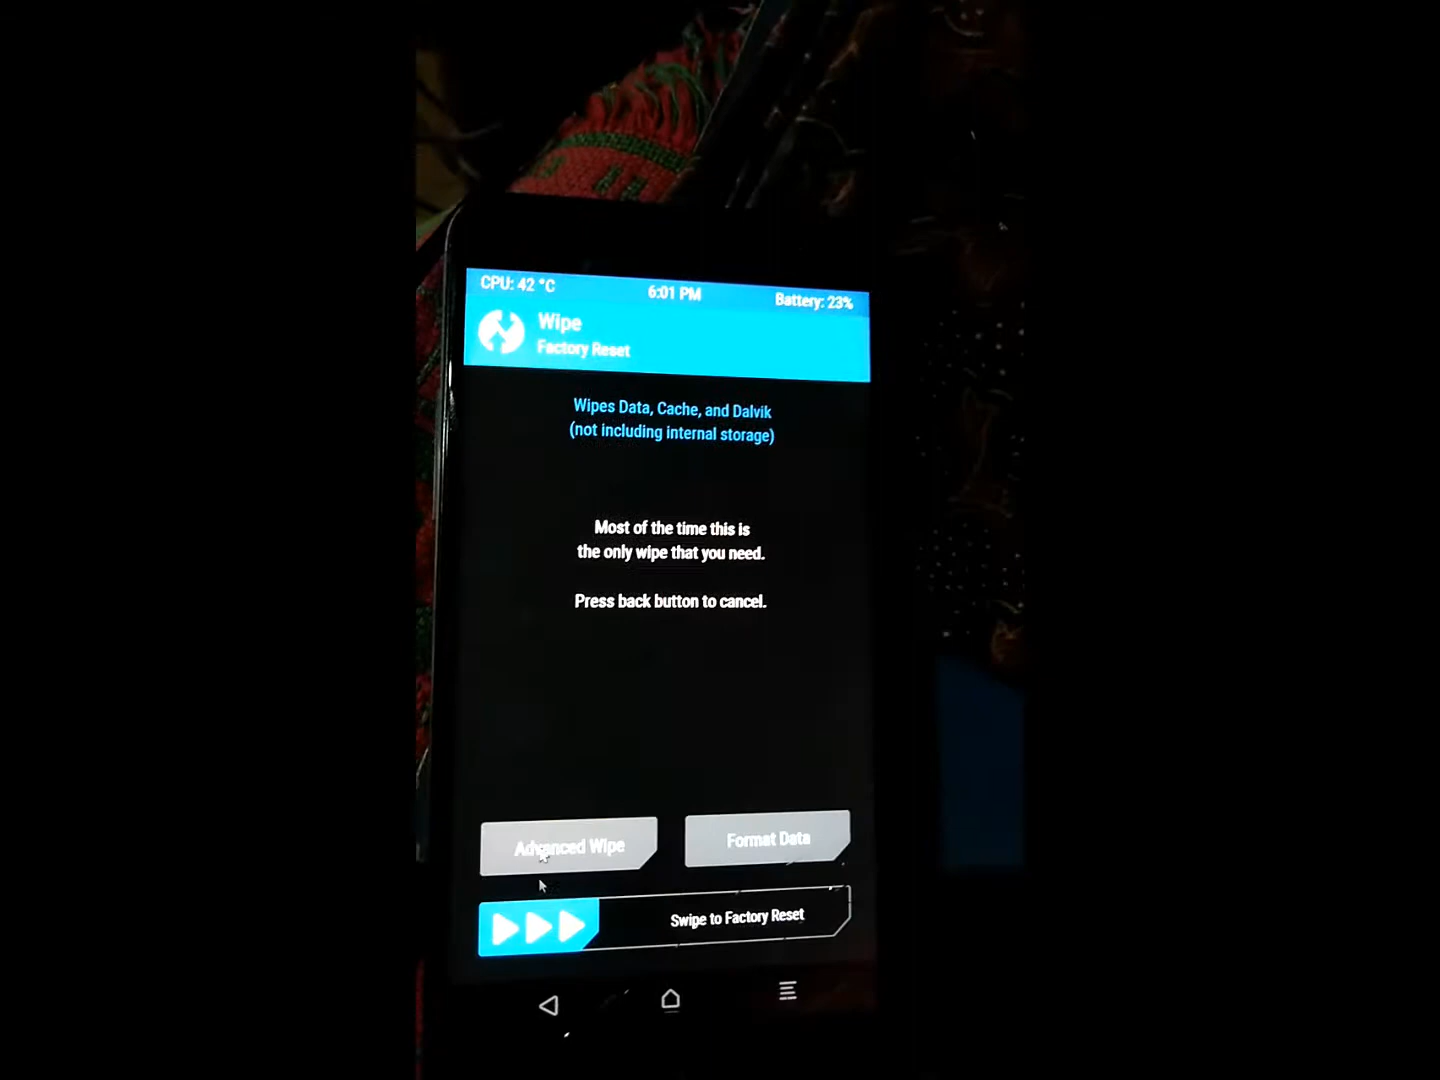 CPU: 42 °C 6:01 PM Battery: 23%
Wipe
Factory Reset
Wipes Data, Cache, and Dalvik
(not including internal storage)
Most of the time this is
the only wipe that you need.
Press back button to cancel.
Advanced Wipe Format Data
Swipe to Factory Reset